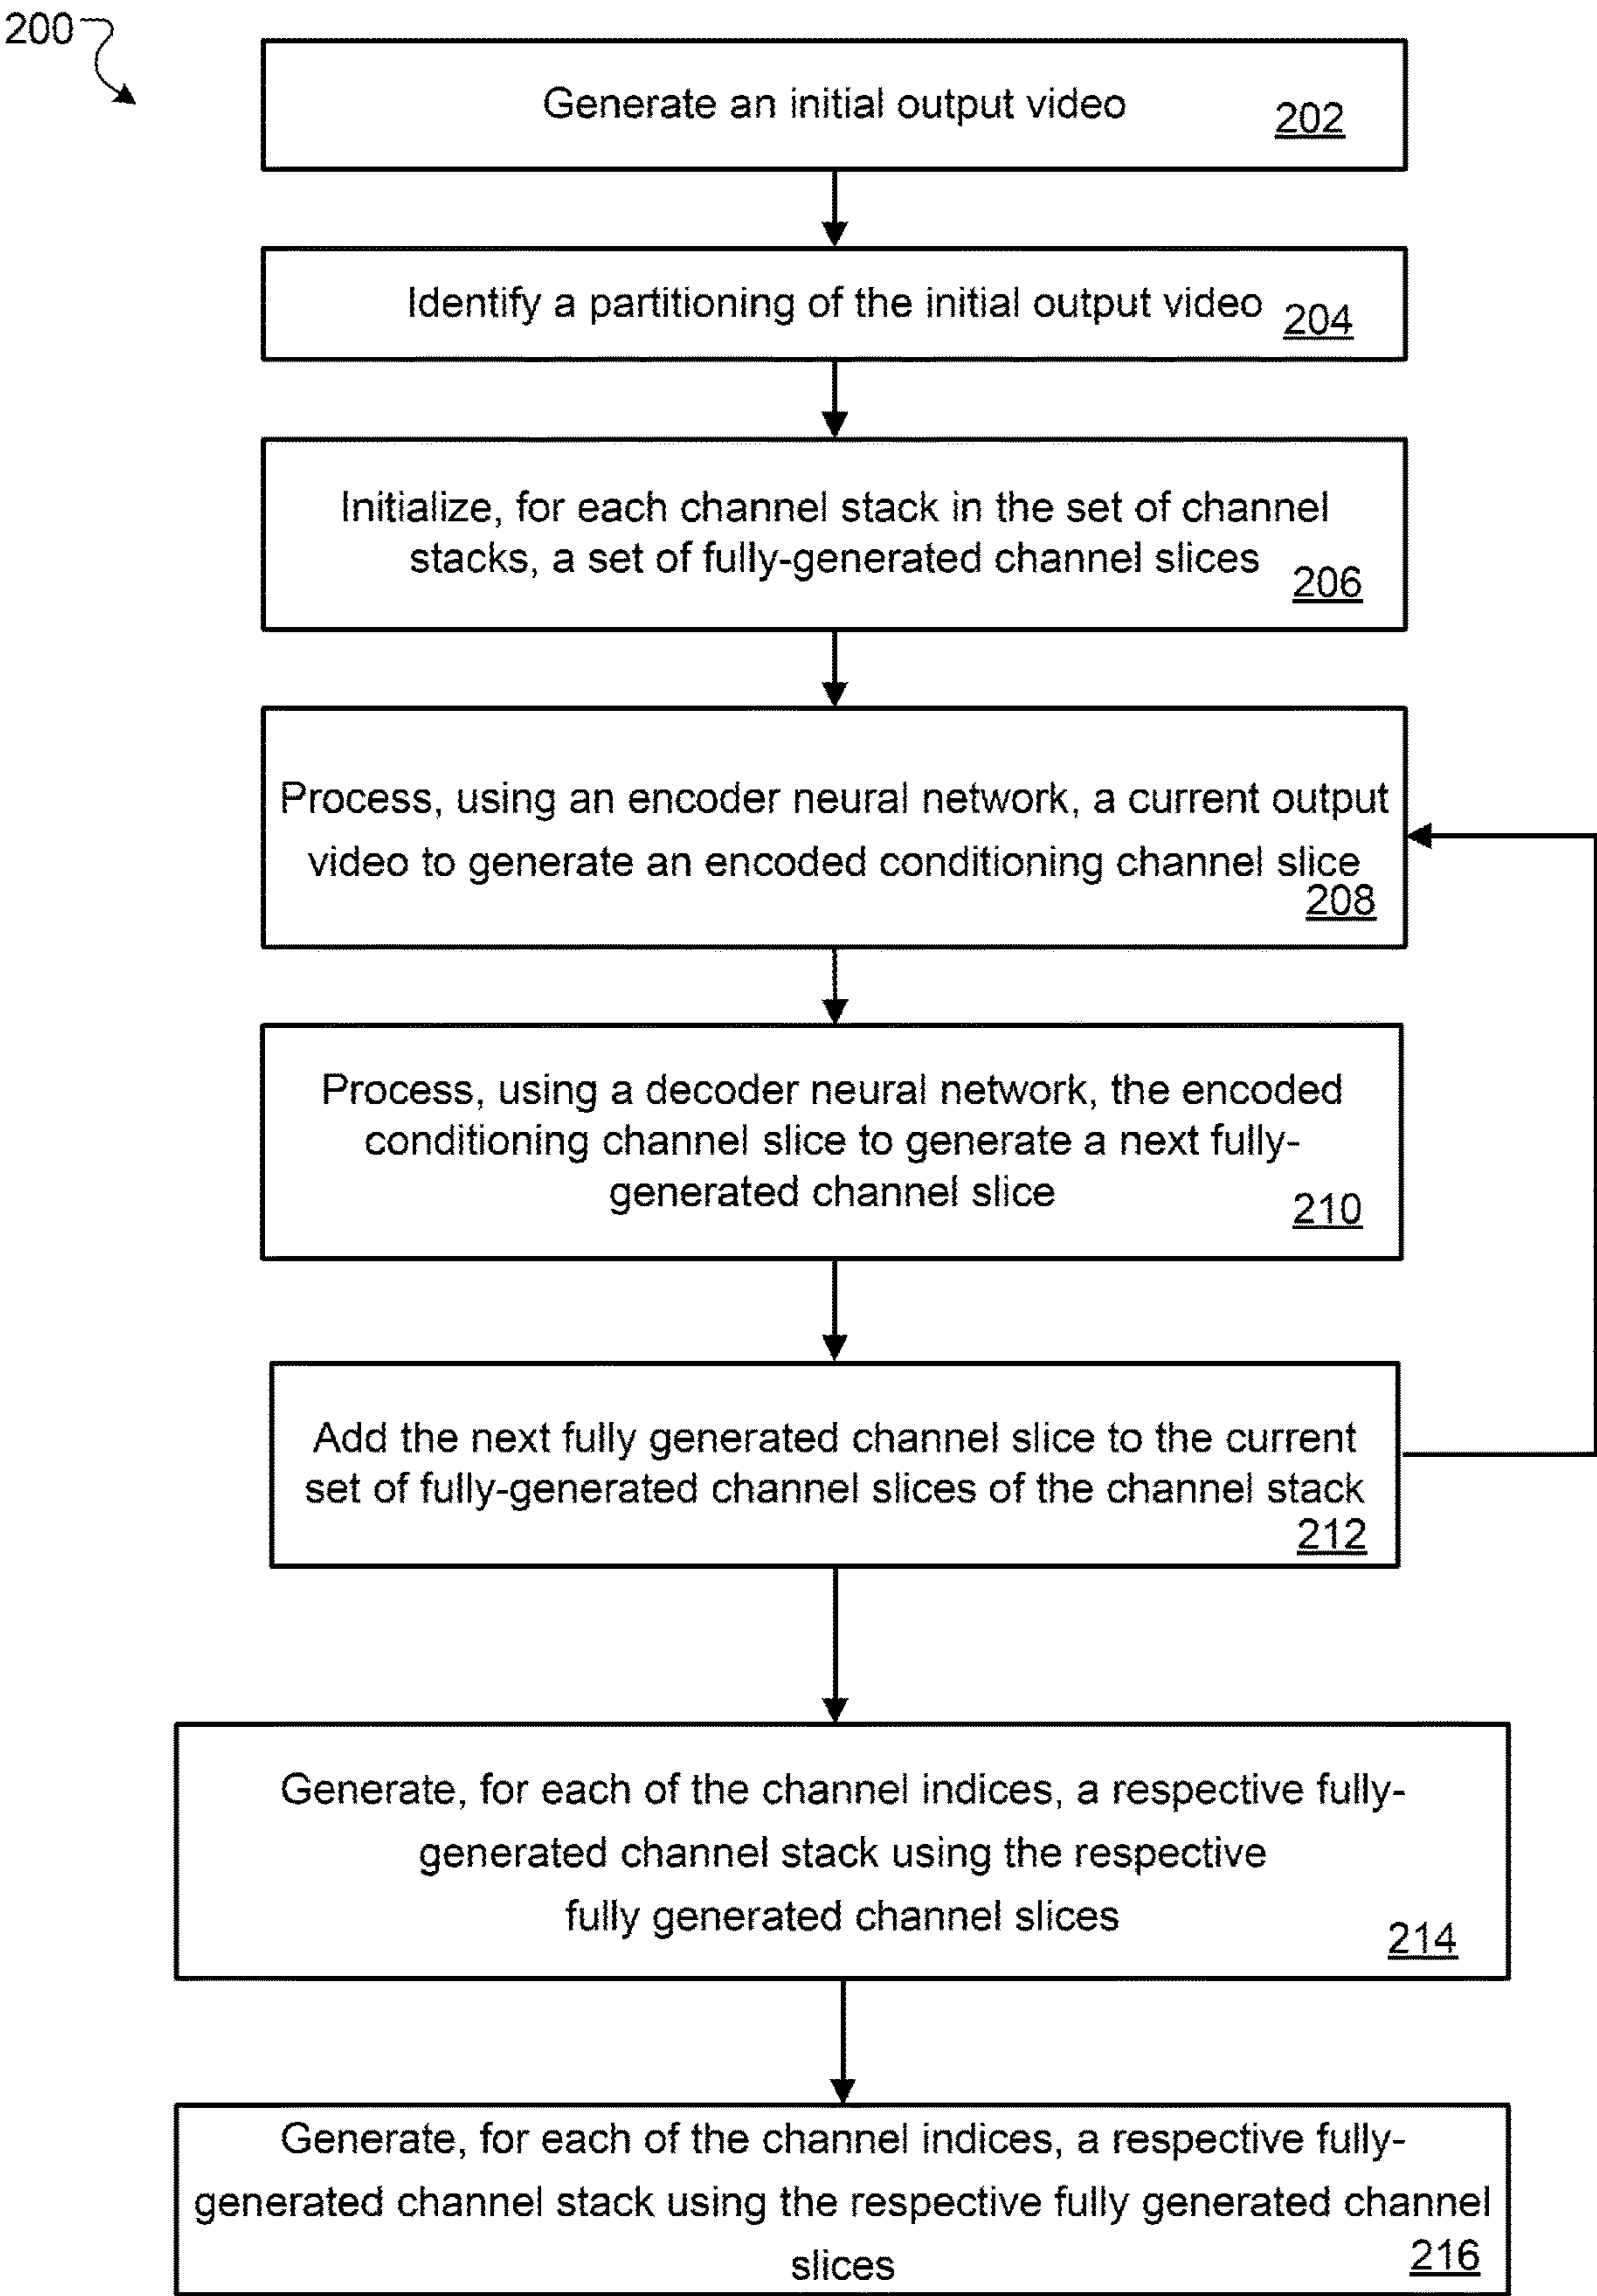 200
Generate an initial output video
202
Identify a partitioning of the initial output video
204
Initialize, for each channel stack in the set of channel
stacks, a set of fully-generated channel slices
206
Process, using an encoder neural network, a current output
video to generate an encoded conditioning channel slice
208
Process, using a decoder neural network, the encoded
conditioning channel slice to generate a next fully-
generated channel slice
210
Add the next fully generated channel slice to the current
set of fully-generated channel slices of the channel stack
212
Generate, for each of the channel indices, a respective fully-
generated channel stack using the respective
fully generated channel slices
214
Generate, for each of the channel indices, a respective fully-
generated channel stack using the respective fully generated channel
slices
216